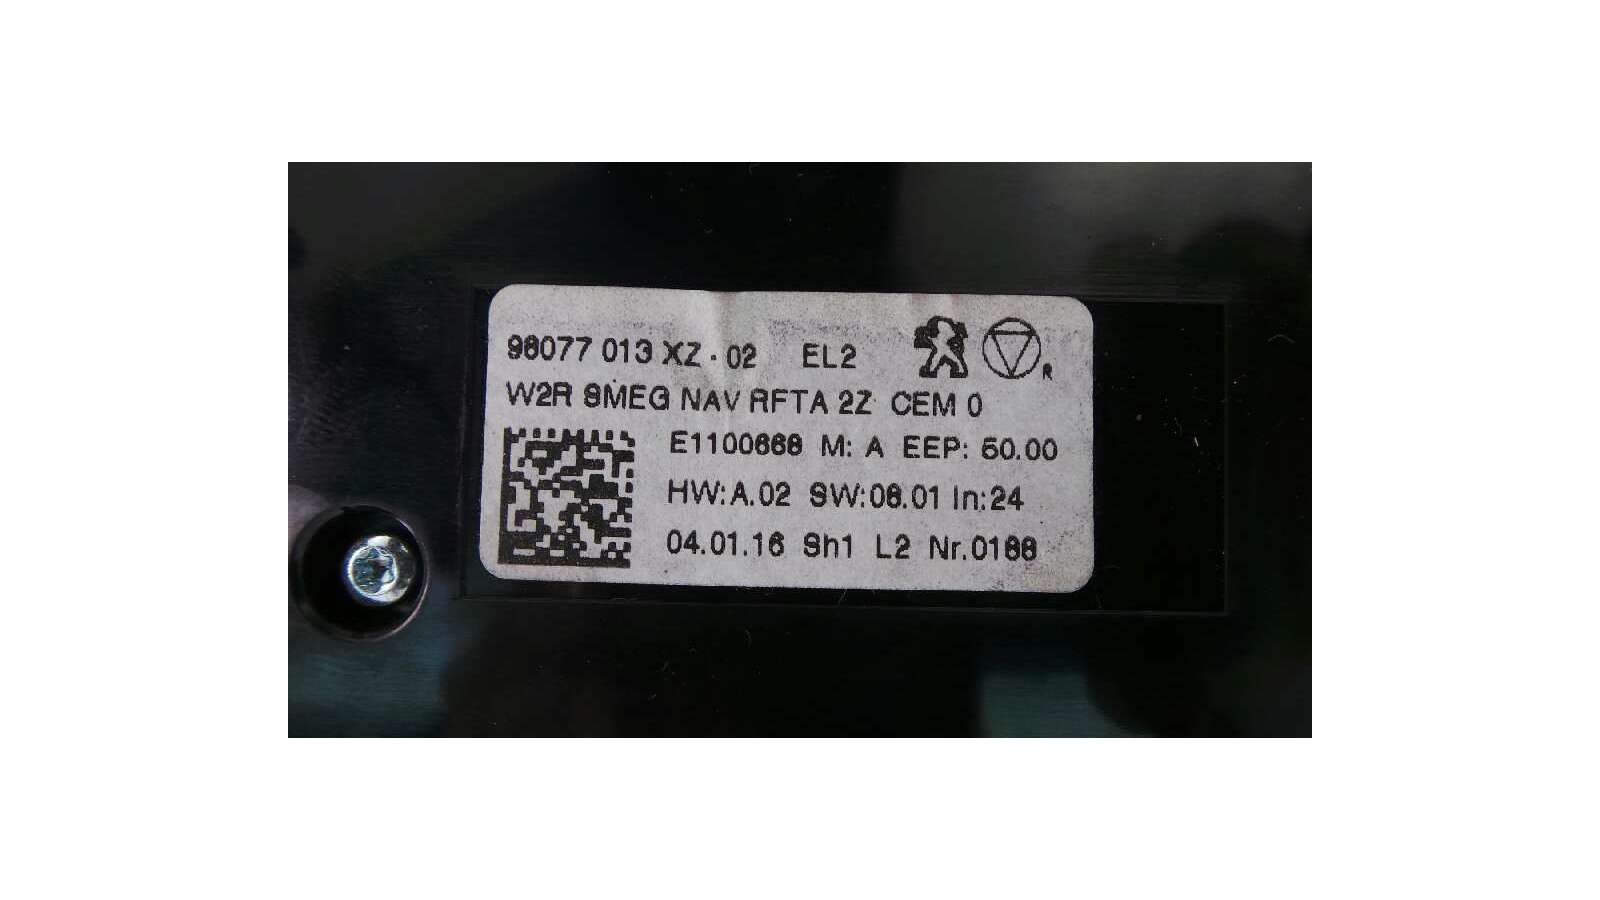 98077 013 XZ - 02 EL2
R
W2R SMEG NAV RFTA 2Z CEM 0
E1100668 M: A EEP: 50.00
HW:A.02 SW:08.01 In:24
04.01.16 Sh1 L2 Nr.0188